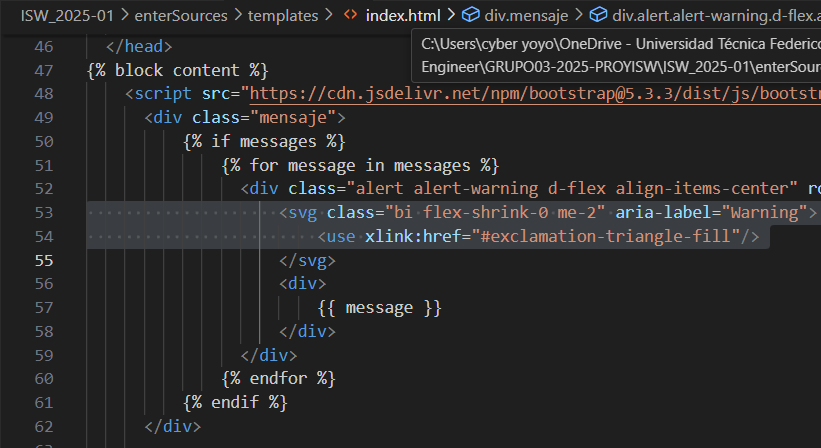 ISW_2025-01 > enterSources > templates > <> index.html > div.mensaje > div.alert.alert-warning.d-flex.a
C:\Users\cyber yoyo\OneDrive - Universidad Técnica Federico
Engineer\GRUPO03-2025-PROYISW\ISW_2025-01\enterSour
46 </head>
47 {% block content %}
48 <script src="https://cdn.jsdelivr.net/npm/bootstrap@5.3.3/dist/js/bootstr
49 <div class="mensaje">
50 {% if messages %}
51 {% for message in messages %}
52 <div class="alert alert-warning d-flex align-items-center" ro
53 <svg class="bi flex-shrink-0 me-2" aria-label="Warning">
54 <use xlink:href="#exclamation-triangle-fill"/>
55 </svg>
56 <div>
57 {{ message }}
58 </div>
59 </div>
60 {% endfor %}
61 {% endif %}
62 </div>